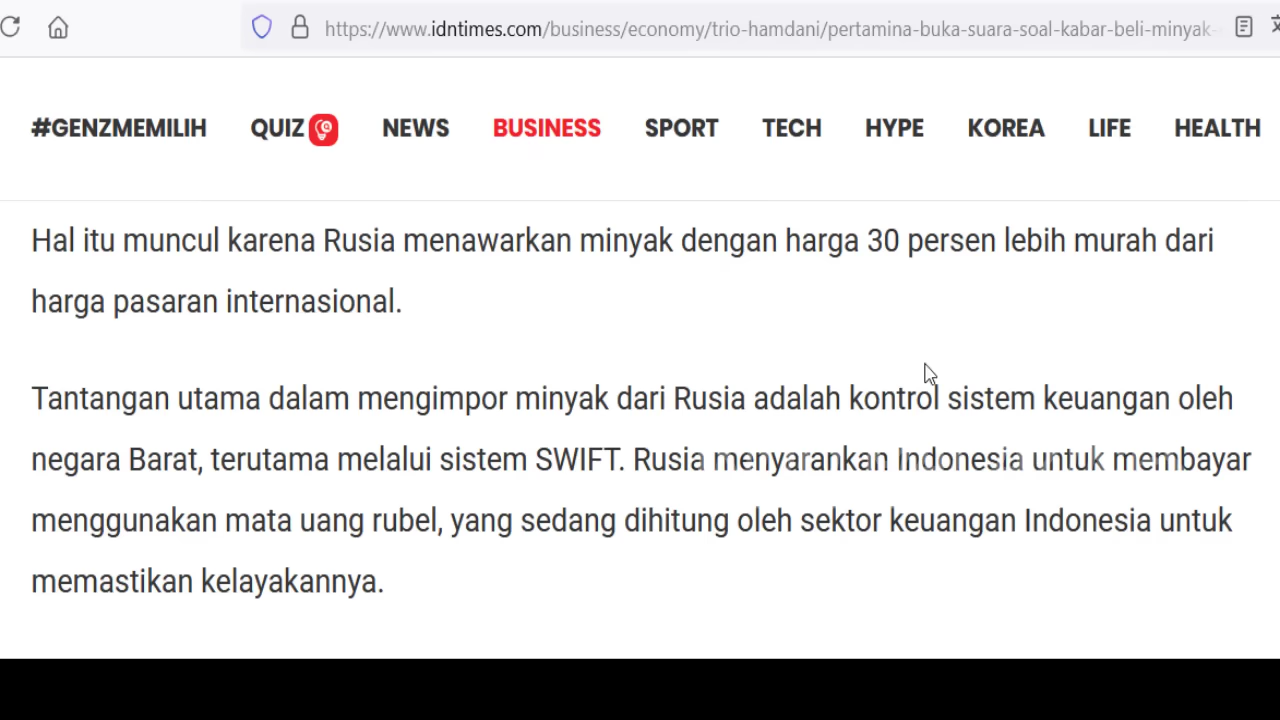 https://www.idntimes.com/business/economy/trio-hamdani/pertamina-buka-suara-soal-kabar-beli-minyak-
#GENZMEMILIH QUIZ NEWS BUSINESS SPORT TECH HYPE KOREA LIFE HEALTH
Hal itu muncul karena Rusia menawarkan minyak dengan harga 30 persen lebih murah dari
harga pasaran internasional.
Tantangan utama dalam mengimpor minyak dari Rusia adalah kontrol sistem keuangan oleh
negara Barat, terutama melalui sistem SWIFT. Rusia menyarankan Indonesia untuk membayar
menggunakan mata uang rubel, yang sedang dihitung oleh sektor keuangan Indonesia untuk
memastikan kelayakannya.